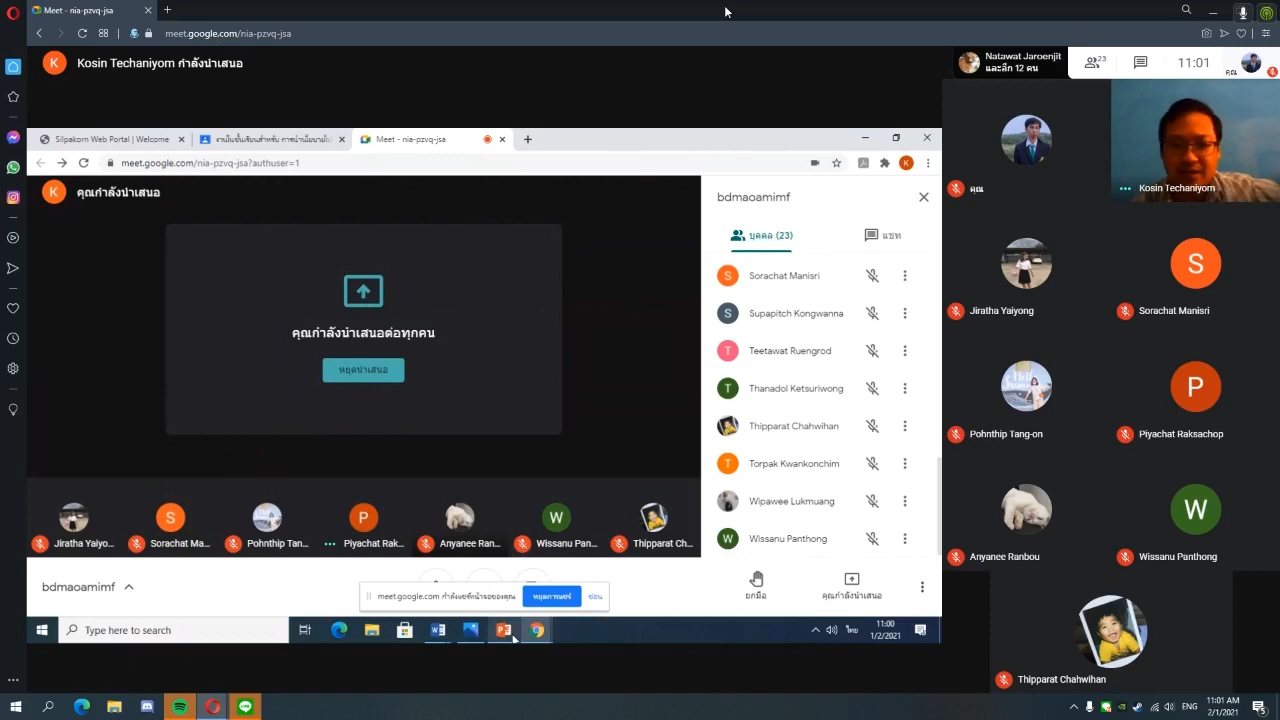 Meet - nia-pzvq-jsa
meet.google.com/nia-pzvq-jsa
K
Kosin Techaniyom กำลังนำเสนอ
Natawat Jaroenjit
และอีก 12 คน
23
11:01
คุณ
Silpakorn Web Portal | Welcome
Meet - nia-pzvq-jsa
meet.google.com/nia-pzvq-jsa?authuser=1
K
K
คุณกำลังนำเสนอ
bdmaoamimf
บุคคล (23)
แชท
คุณกำลังนำเสนอต่อทุกคน
หยุดนำเสนอ
S
Sorachat Manisri
S
Supapitch Kongwanna
T
Teetawat Ruengrod
T
Thanadol Ketsuriwong
Thipparat Chahwihan
T
Torpak Kwankonchim
Wipawee Lukmuang
W
Wissanu Panthong
S
P
W
Jiratha Yaiyo...
Sorachat Ma...
Pohnthip Tan...
Piyachat Rak...
Anyanee Ran...
Wissanu Pan...
Thipparat Ch...
bdmaoamimf
meet.google.com กำลังแชร์หน้าจอของคุณ
หยุดการแชร์
ซ่อน
ยกมือ
คุณกำลังนำเสนอ
Type here to search
ไทย
11:00
1/2/2021
คุณ
Kosin Techaniyom
S
Jiratha Yaiyong
Sorachat Manisri
P
Pohnthip Tang-on
Piyachat Raksachop
W
Anyanee Ranbou
Wissanu Panthong
Thipparat Chahwihan
ENG
11:01 AM
2/1/2021
5